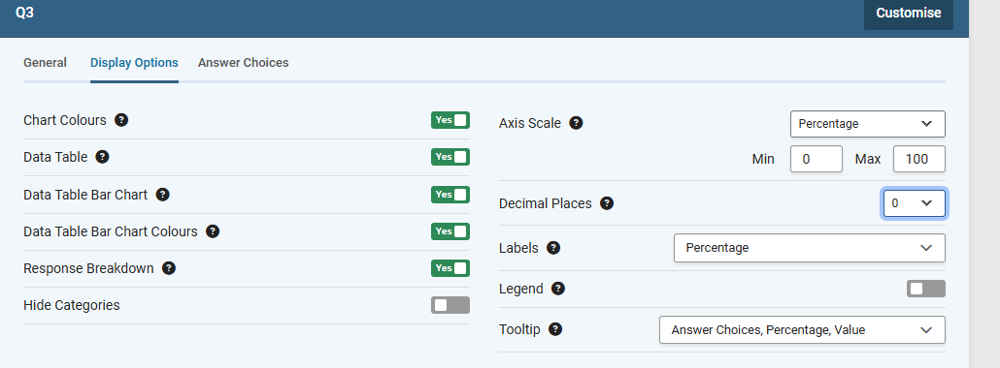 Q3
Customise
General Display Options Answer Choices
Chart Colours ? Yes
Data Table ? Yes
Data Table Bar Chart ? Yes
Data Table Bar Chart Colours ? Yes
Response Breakdown ? Yes
Hide Categories
Axis Scale ? Percentage
Min 0 Max 100
Decimal Places ? 0
Labels ? Percentage
Legend ?
Tooltip ? Answer Choices, Percentage, Value